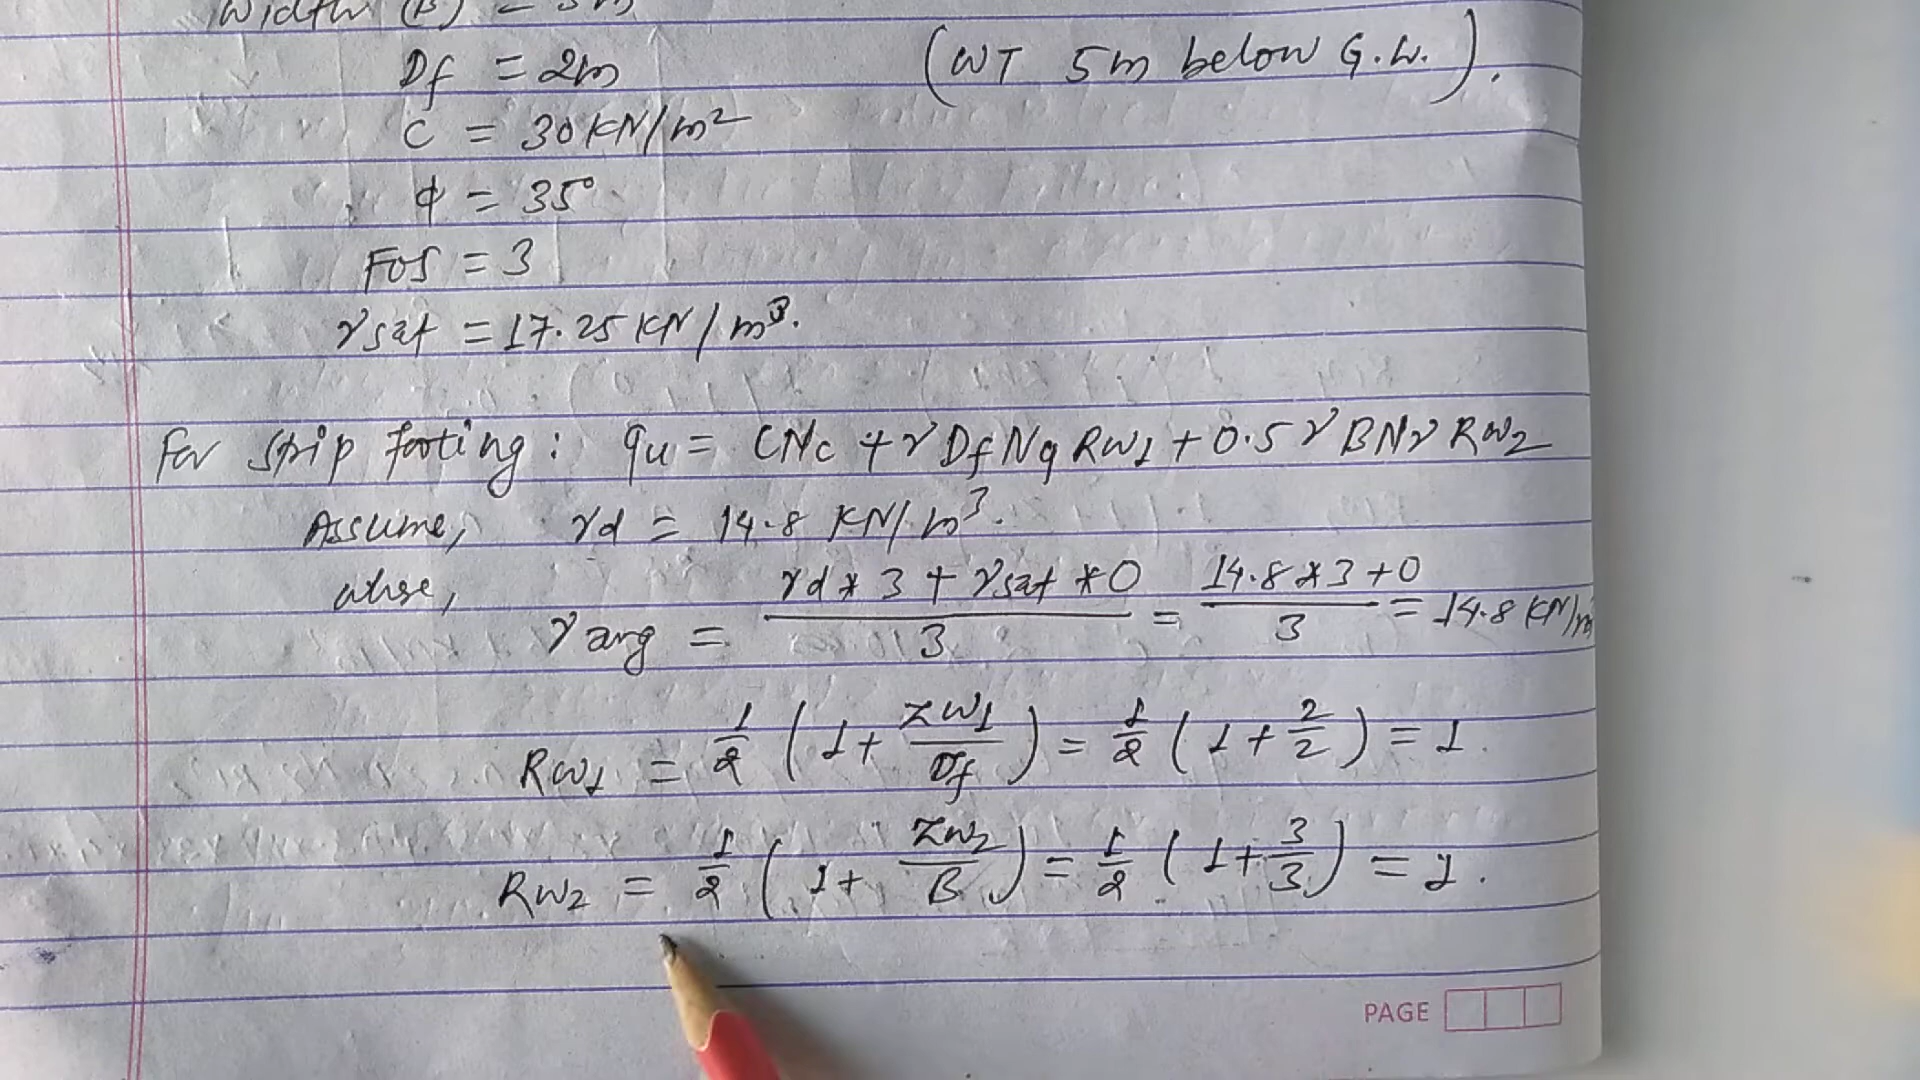 Width (B) = 3m
Df = 2m (WT 5m below G.L.).
C = 30 KN/m²
φ = 35°
FOS = 3
γsat = 17.25 KN/m³.
For strip footing: qu = CNc + γ Df Nq Rw1 + 0.5 γ B Nγ Rw2
Assume, γd = 14.8 KN/m³.
γavg = (γd * 3 + γsat * 0)/3 = (14.8 * 3 + 0)/3 = 14.8 KN/m
Rw1 = 1/2 (1 + Zw1/Df) = 1/2 (1 + 2/2) = 1.
Rw2 = 1/2 (1 + Zw2/B) = 1/2 (1 + 3/3) = 1.
PAGE